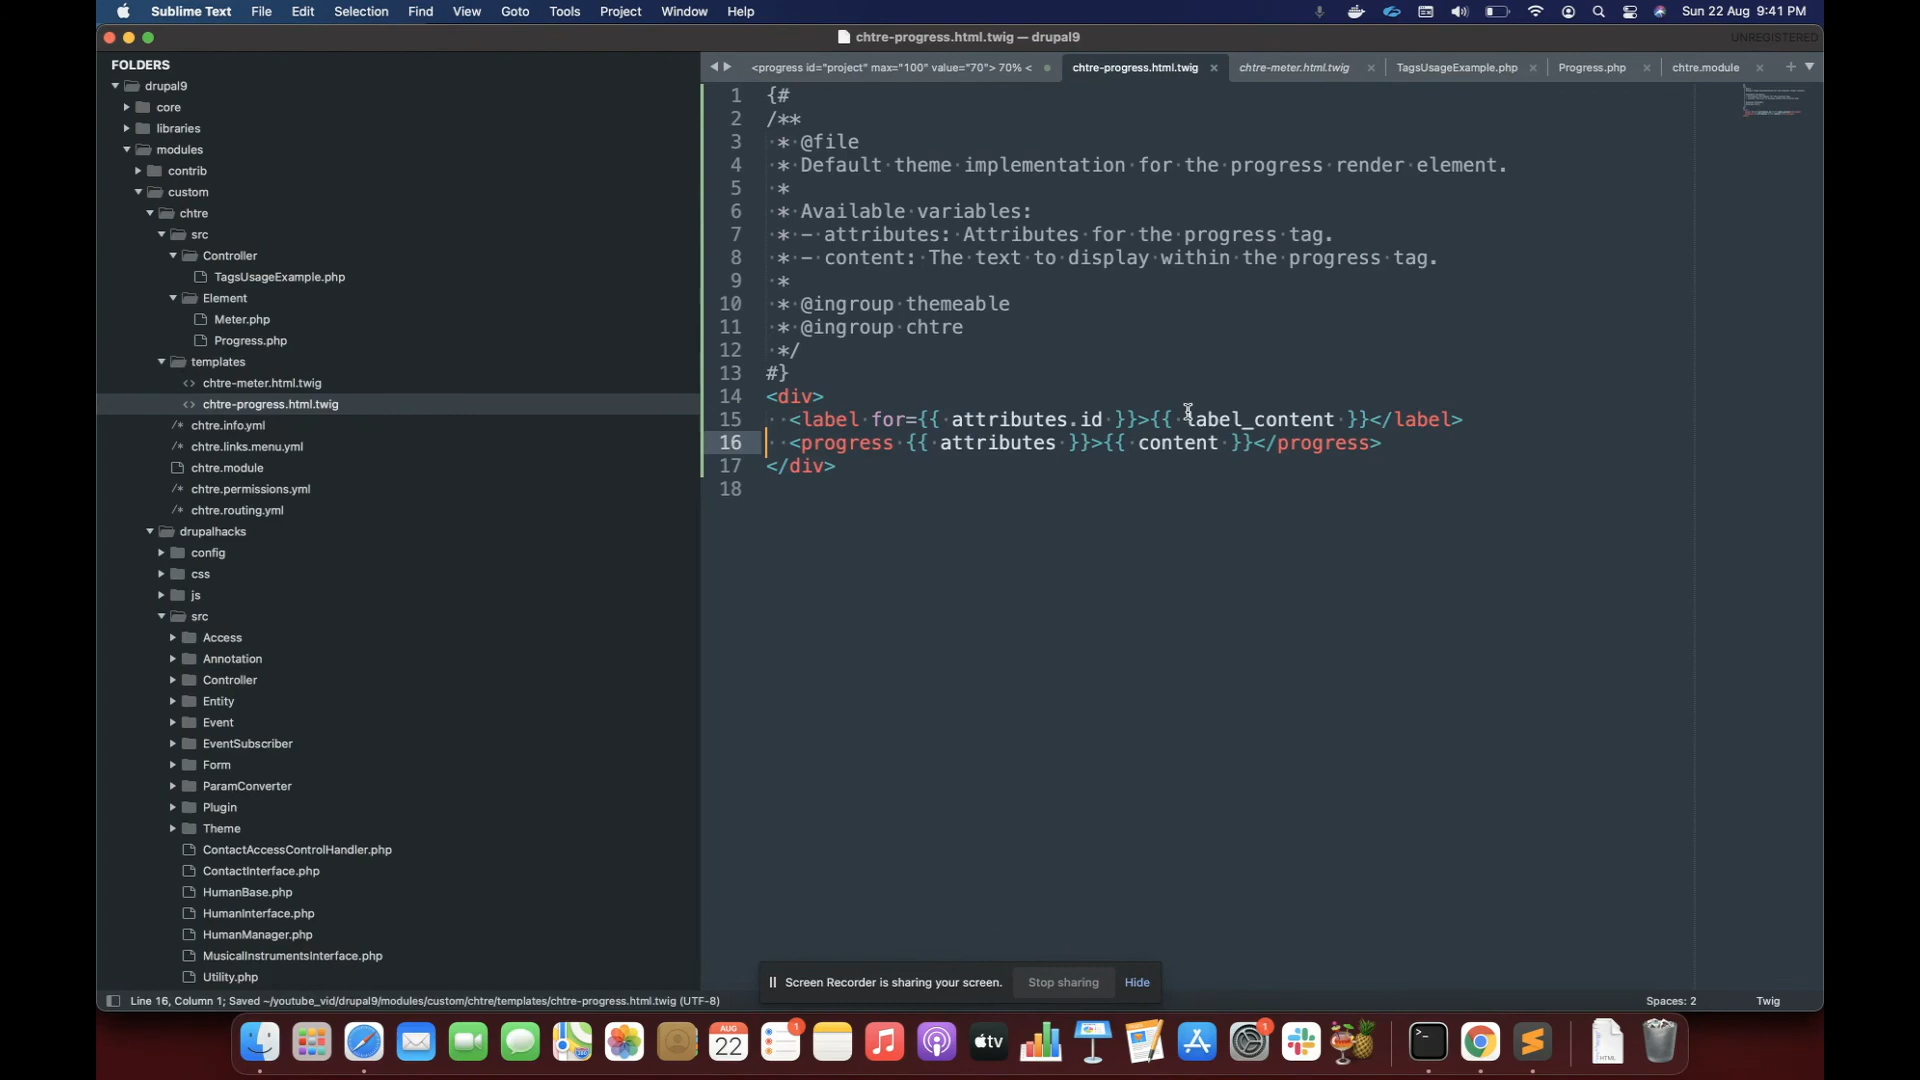 Sublime Text File Edit Selection Find View Goto Tools Project Window Help Sun 22 Aug 9:41 PM
chtre-progress.html.twig — drupal9 UNREGISTERED
FOLDERS
drupal9
core
libraries
modules
contrib
custom
chtre
src
Controller
TagsUsageExample.php
Element
Meter.php
Progress.php
templates
<> chtre-meter.html.twig
<> chtre-progress.html.twig
/* chtre.info.yml
/* chtre.links.menu.yml
<> chtre.module
/* chtre.permissions.yml
/* chtre.routing.yml
drupalhacks
config
css
js
src
Access
Annotation
Controller
Entity
Event
EventSubscriber
Form
ParamConverter
Plugin
Theme
ContactAccessControlHandler.php
ContactInterface.php
HumanBase.php
HumanInterface.php
HumanManager.php
MusicalInstrumentsInterface.php
Utility.php
<progress id="project" max="100" value="70"> 70% < chtre-progress.html.twig × chtre-meter.html.twig × TagsUsageExample.php × Progress.php × chtre.module × +
1 {#
2 /**
3  * @file
4  * Default theme implementation for the progress render element.
5  *
6  * Available variables:
7  * - attributes: Attributes for the progress tag.
8  * - content: The text to display within the progress tag.
9  *
10  * @ingroup themeable
11  * @ingroup chtre
12  */
13 #}
14 <div>
15   <label for={{ attributes.id }}>{{ label_content }}</label>
16   <progress {{ attributes }}>{{ content }}</progress>
17 </div>
18
Screen Recorder is sharing your screen. Stop sharing Hide
Line 16, Column 1; Saved ~/youtube_vid/drupal9/modules/custom/chtre/templates/chtre-progress.html.twig (UTF-8) Spaces: 2 Twig
AUG
22
1
tv
1
HTML